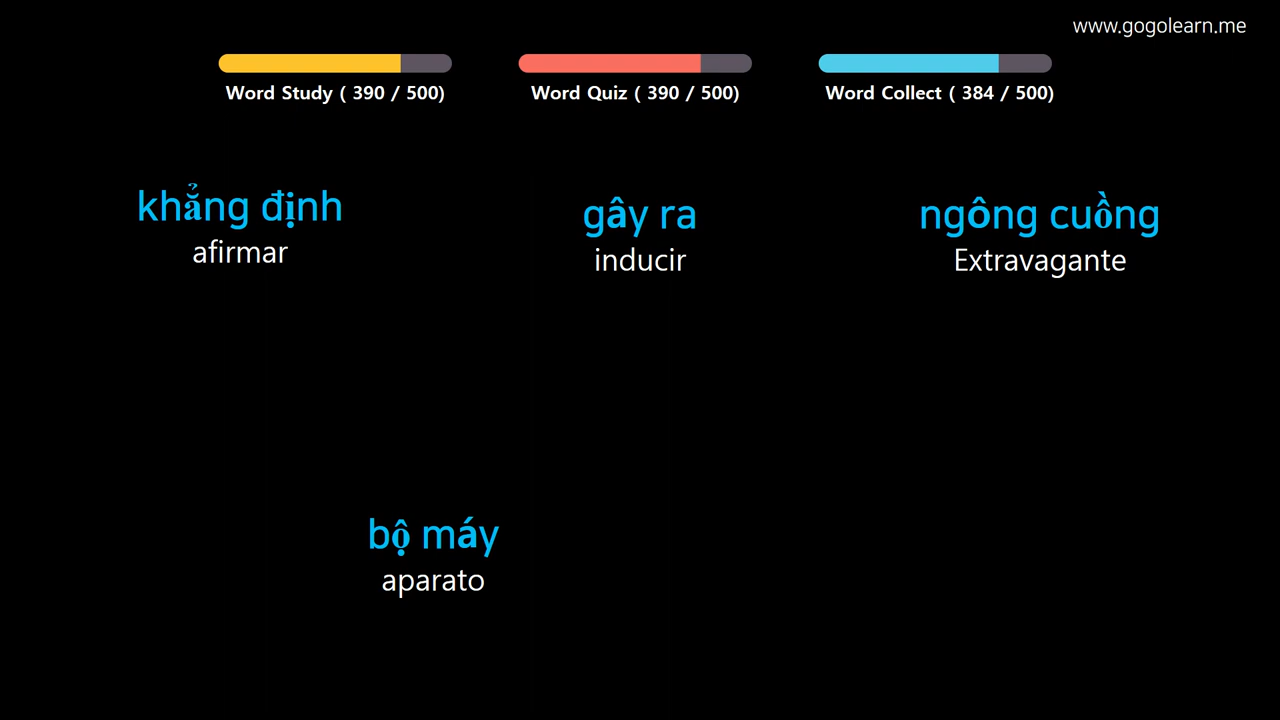 www.gogolearn.me
Word Study ( 390 / 500)
Word Quiz ( 390 / 500)
Word Collect ( 384 / 500)
khẳng định
afirmar
gây ra
inducir
ngông cuồng
Extravagante
bộ máy
aparato